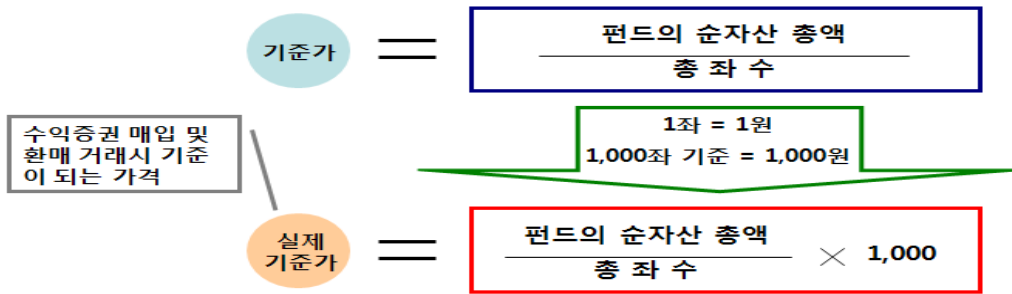 기준가
펀드의 순자산 총액
총 좌 수
수익증권 매입 및
환매 거래시 기준
이 되는 가격
1좌 = 1원
1,000좌 기준 = 1,000원
실제
기준가
펀드의 순자산 총액
총 좌 수
× 1,000